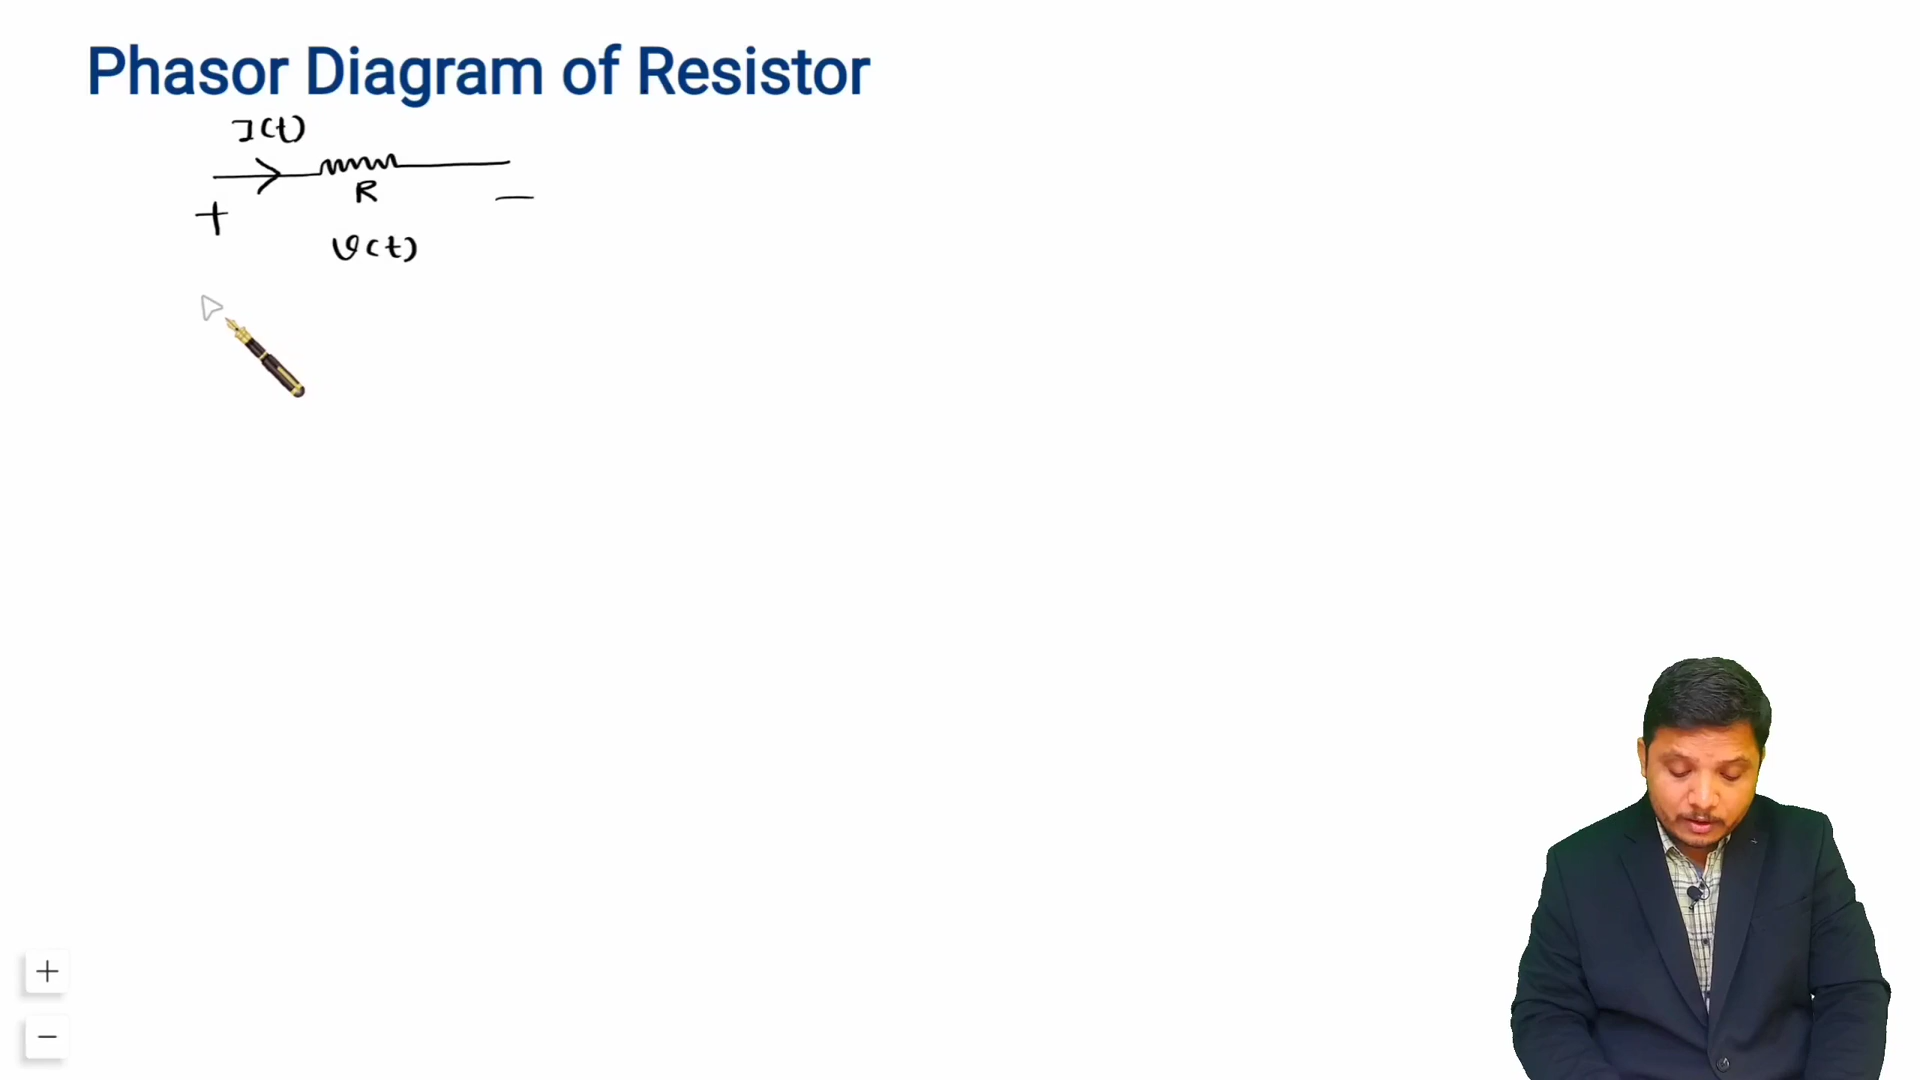 Phasor Diagram of Resistor
I(t)
R
+ −
v(t)
+
−